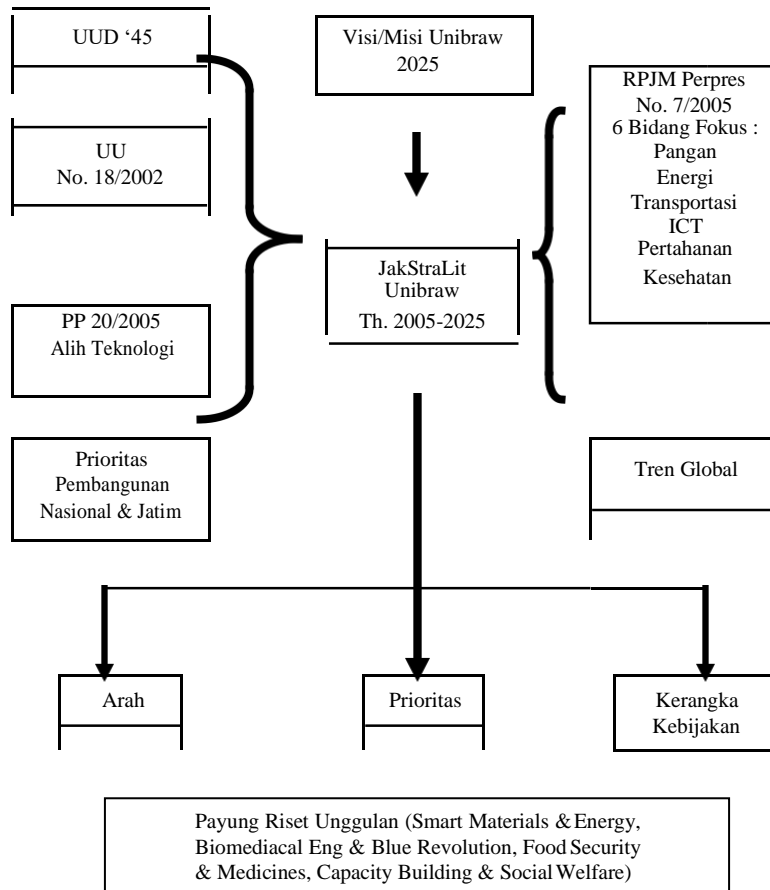 UUD ‘45
UU
No. 18/2002
PP 20/2005
Alih Teknologi
Prioritas
Pembangunan
Nasional & Jatim
Visi/Misi Unibraw
2025
JakStraLit
Unibraw
Th. 2005-2025
RPJM Perpres
No. 7/2005
6 Bidang Fokus :
Pangan
Energi
Transportasi
ICT
Pertahanan
Kesehatan
Tren Global
Arah
Prioritas
Kerangka
Kebijakan
Payung Riset Unggulan (Smart Materials & Energy,
Biomediacal Eng & Blue Revolution, Food Security
& Medicines, Capacity Building & Social Welfare)